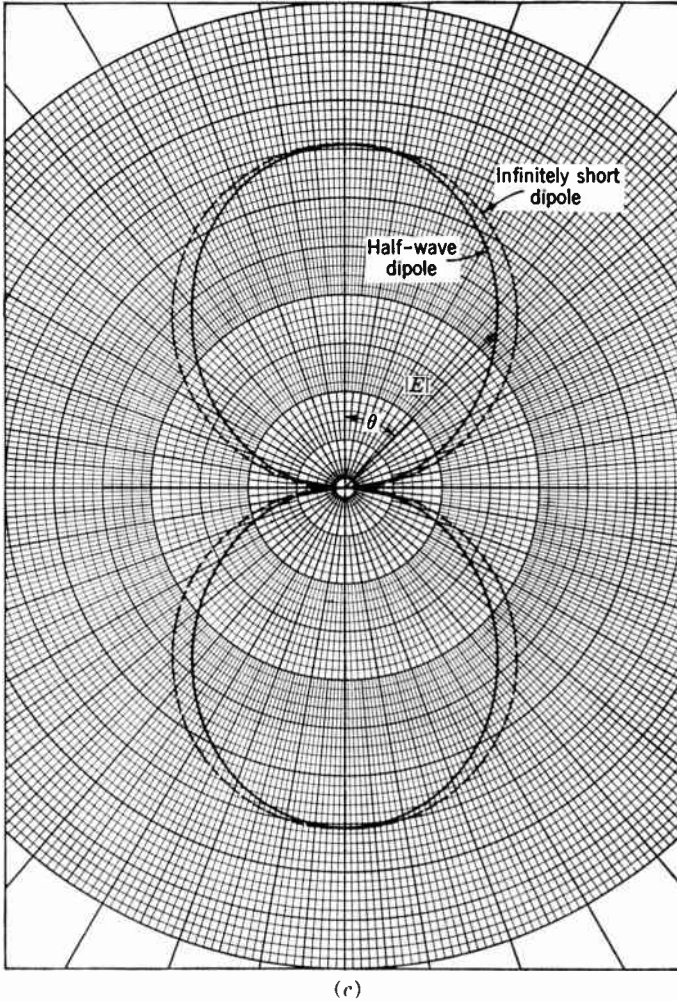 Infinitely short
dipole
Half-wave
dipole
|E|
θ
(c)